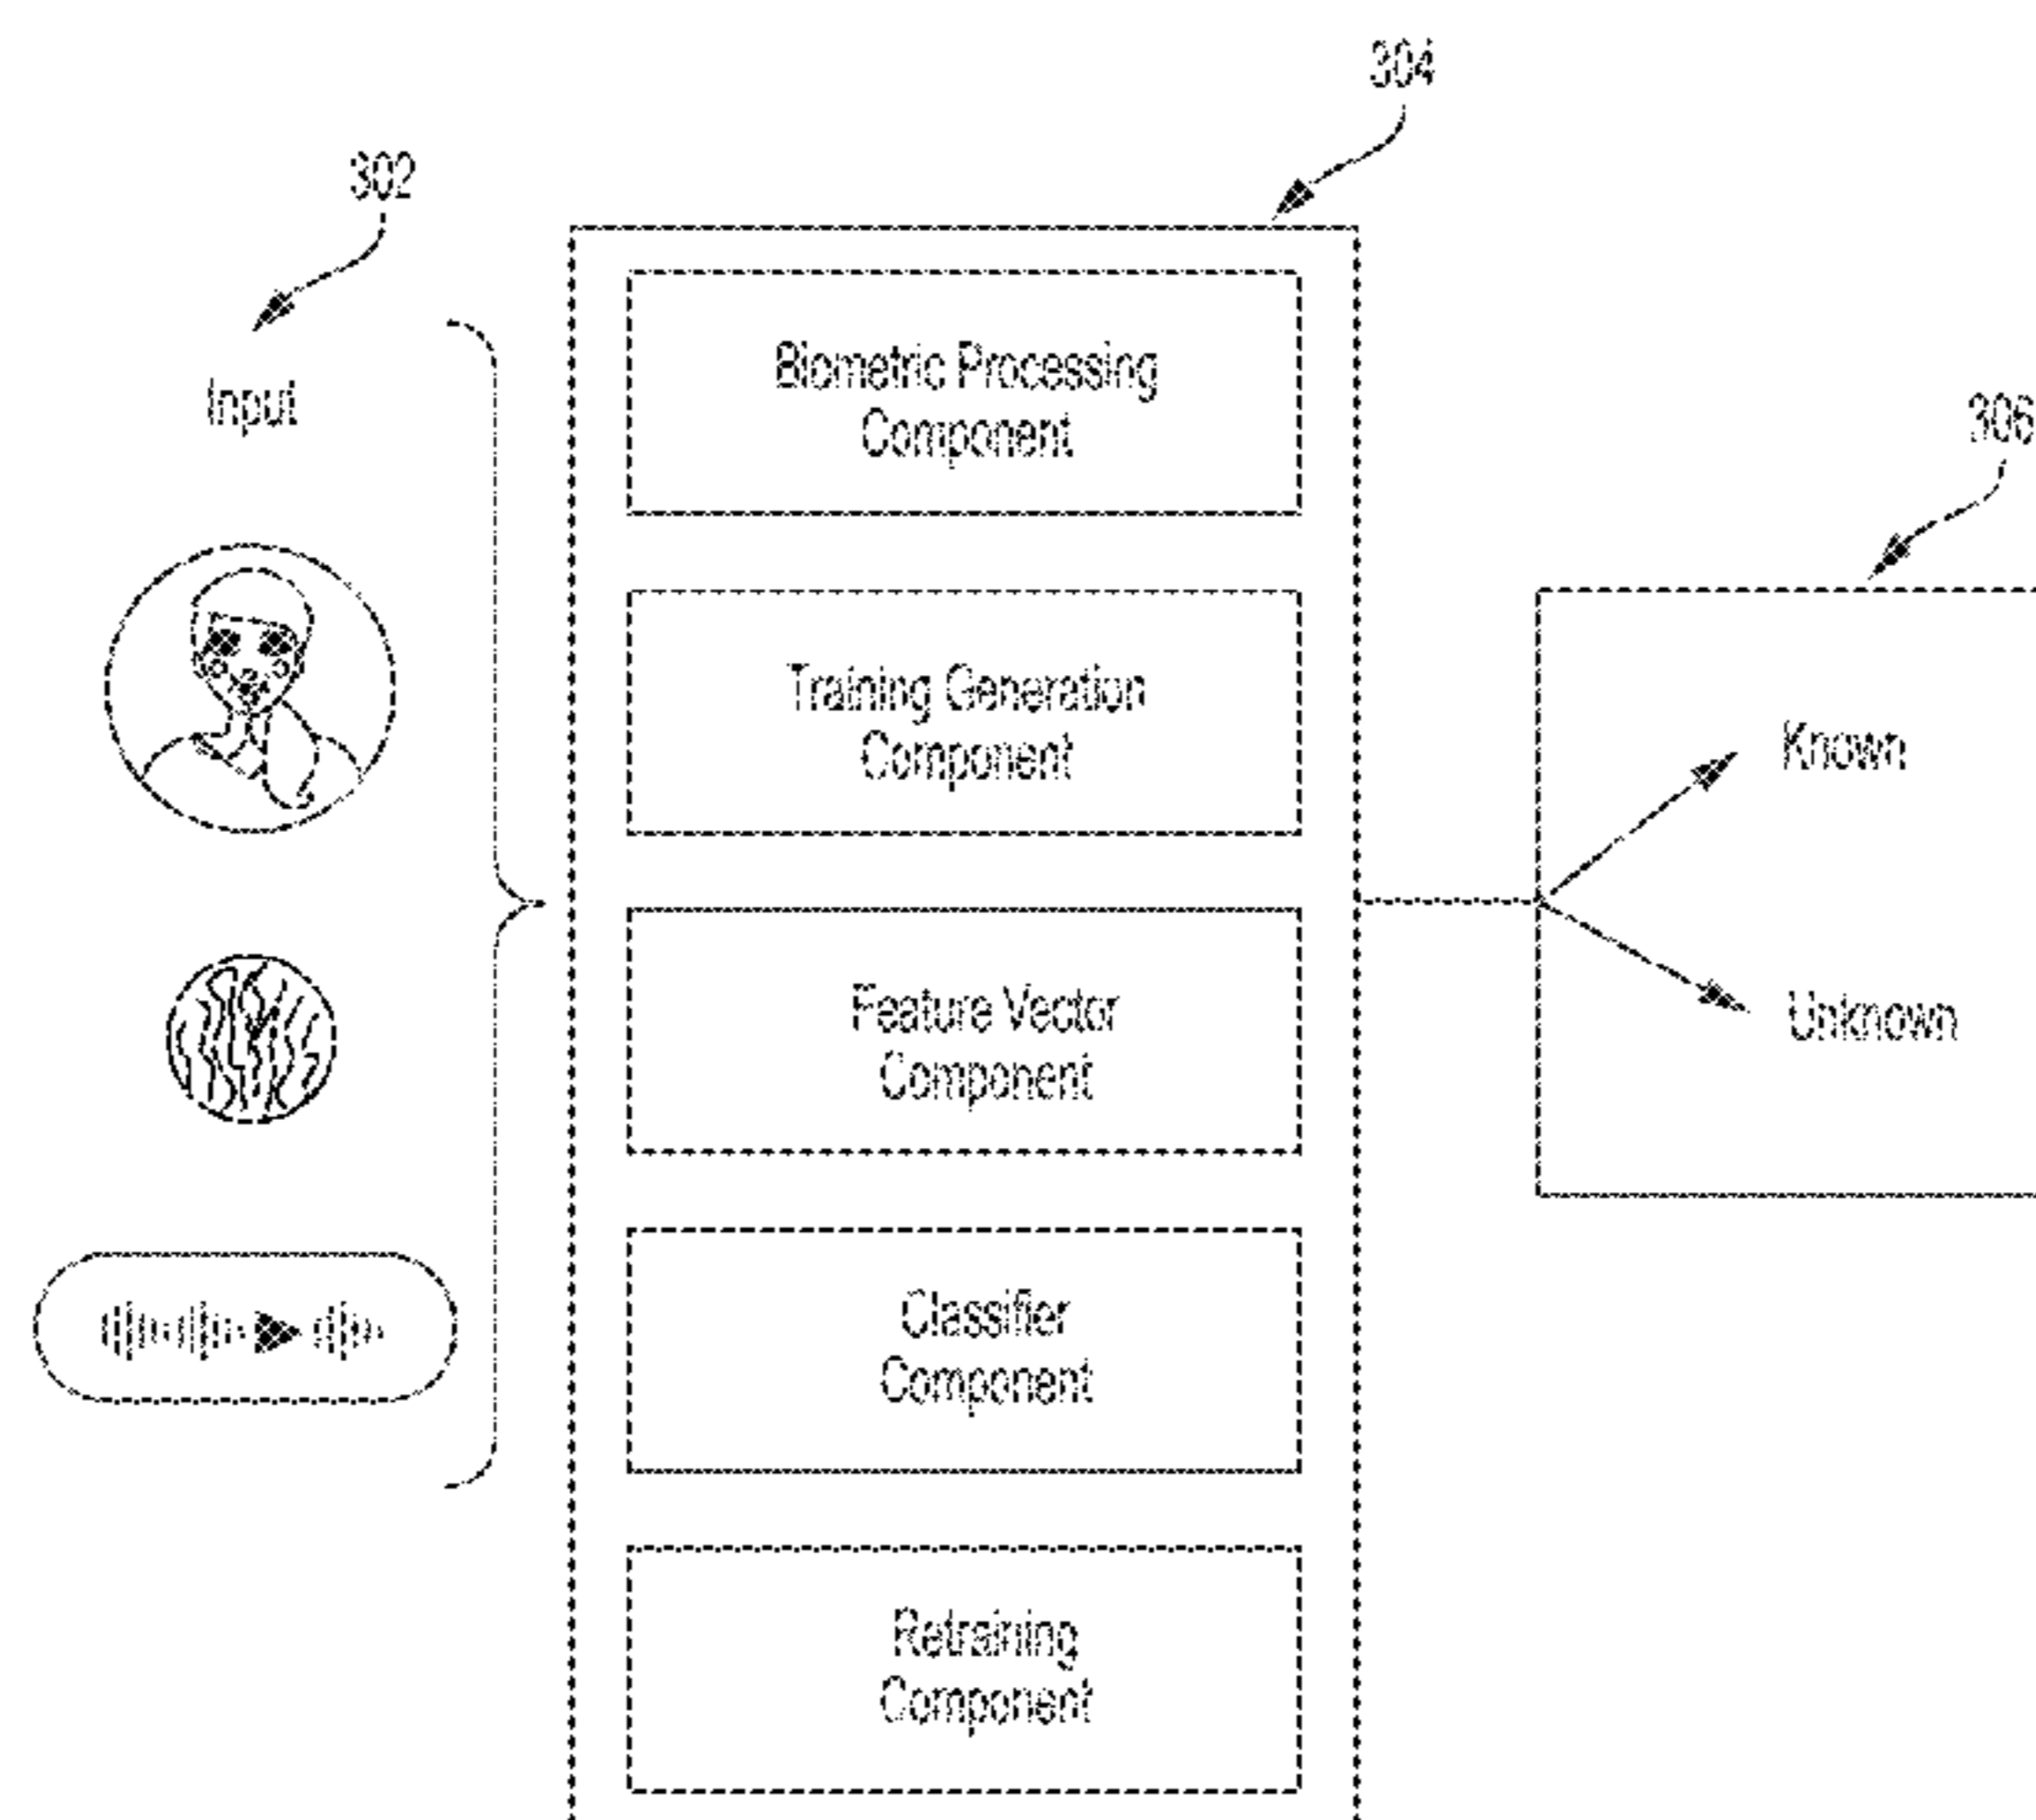 304
302
Input
Biometric Processing
Component
306
Training Generation
Component
Known
Feature Vector
Component
Unknown
Classifier
Component
Retraining
Component